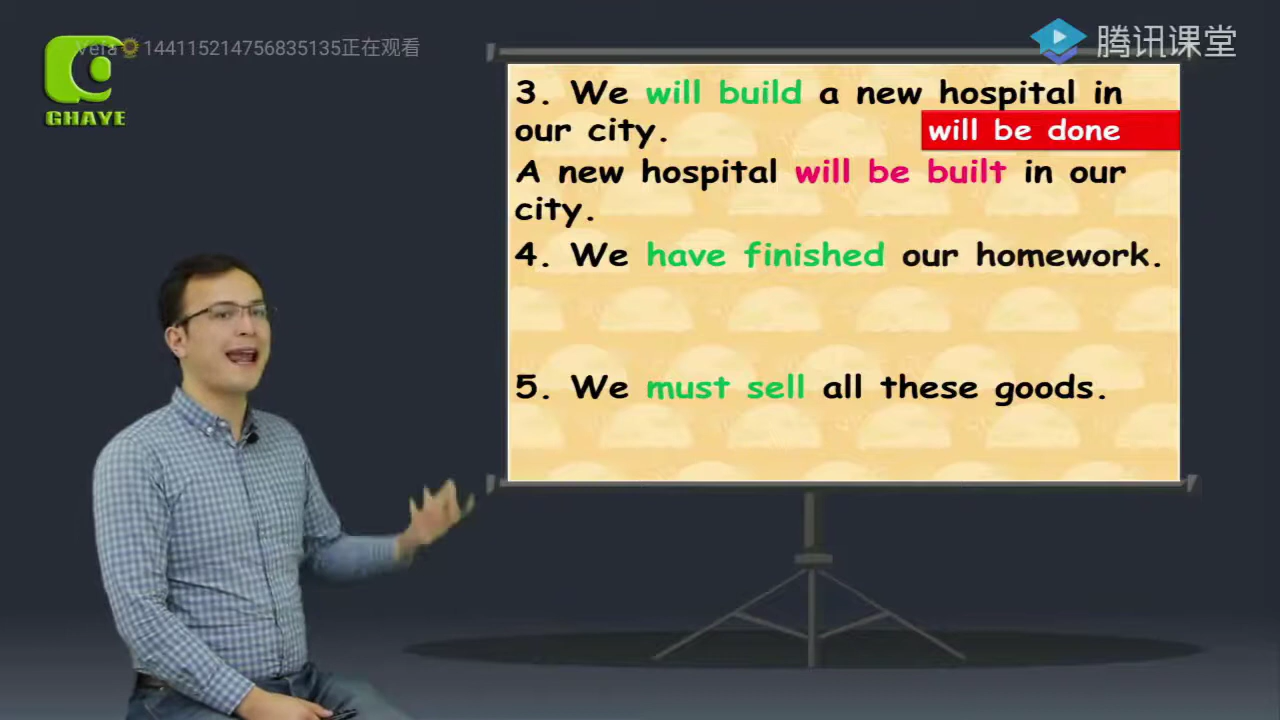 Vefa🌻144115214756835135正在观看
腾讯课堂
GHAYE
3. We will build a new hospital in
our city.
will be done
A new hospital will be built in our
city.
4. We have finished our homework.
5. We must sell all these goods.